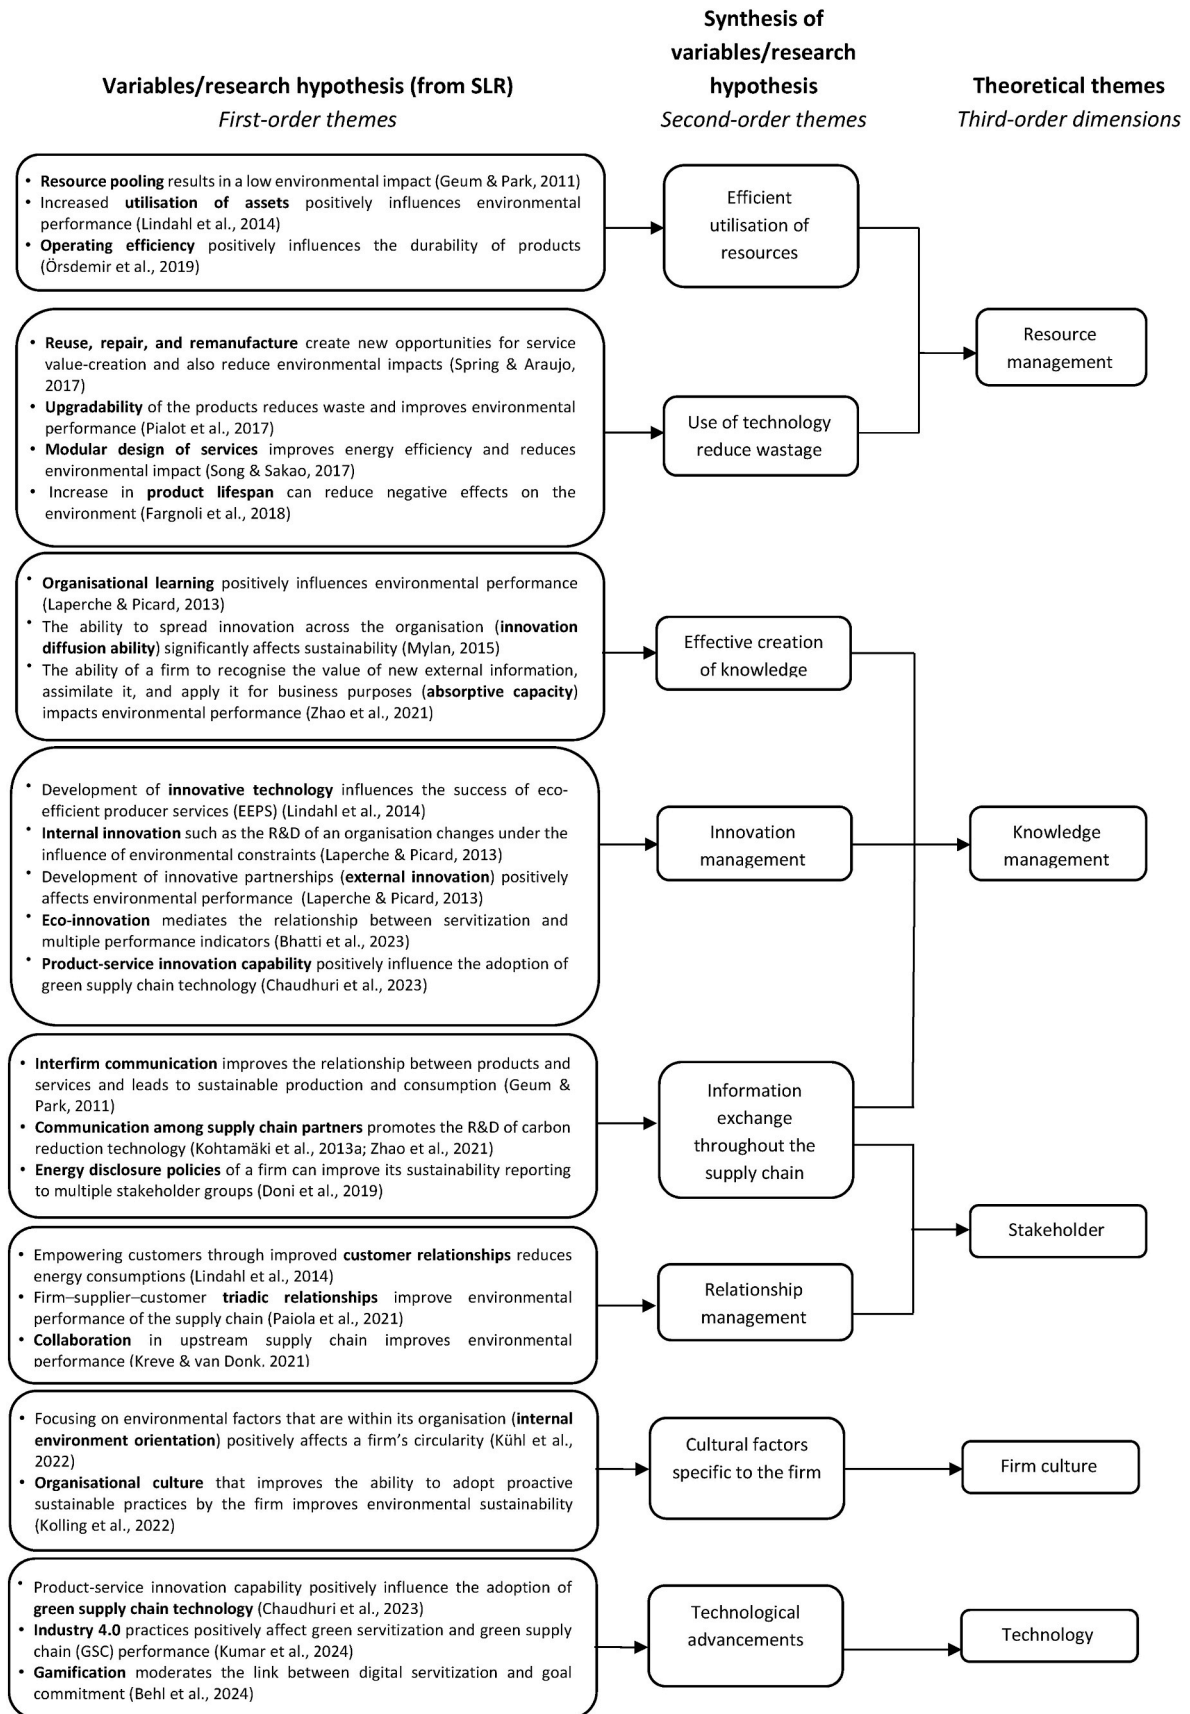 Synthesis of
variables/research
hypothesis
Variables/research hypothesis (from SLR)
Theoretical themes
First-order themes
Second-order themes
Third-order dimensions
• Resource pooling results in a low environmental impact (Geum & Park, 2011)
• Increased utilisation of assets positively influences environmental
performance (Lindahl et al., 2014)
• Operating efficiency positively influences the durability of products
(Örsdemir et al., 2019)
Efficient
utilisation of
resources
• Reuse, repair, and remanufacture create new opportunities for service
value-creation and also reduce environmental impacts (Spring & Araujo,
2017)
• Upgradability of the products reduces waste and improves environmental
performance (Pialot et al., 2017)
• Modular design of services improves energy efficiency and reduces
environmental impact (Song & Sakao, 2017)
• Increase in product lifespan can reduce negative effects on the
environment (Fargnoli et al., 2018)
Use of technology
reduce wastage
Resource
management
• Organisational learning positively influences environmental performance
(Laperche & Picard, 2013)
• The ability to spread innovation across the organisation (innovation
diffusion ability) significantly affects sustainability (Mylan, 2015)
• The ability of a firm to recognise the value of new external information,
assimilate it, and apply it for business purposes (absorptive capacity)
impacts environmental performance (Zhao et al., 2021)
Effective creation
of knowledge
• Development of innovative technology influences the success of eco-
efficient producer services (EEPS) (Lindahl et al., 2014)
• Internal innovation such as the R&D of an organisation changes under the
influence of environmental constraints (Laperche & Picard, 2013)
• Development of innovative partnerships (external innovation) positively
affects environmental performance (Laperche & Picard, 2013)
• Eco-innovation mediates the relationship between servitization and
multiple performance indicators (Bhatti et al., 2023)
• Product-service innovation capability positively influence the adoption of
green supply chain technology (Chaudhuri et al., 2023)
Innovation
management
Knowledge
management
• Interfirm communication improves the relationship between products and
services and leads to sustainable production and consumption (Geum &
Park, 2011)
• Communication among supply chain partners promotes the R&D of carbon
reduction technology (Kohtamäki et al., 2013a; Zhao et al., 2021)
• Energy disclosure policies of a firm can improve its sustainability reporting
to multiple stakeholder groups (Doni et al., 2019)
Information
exchange
throughout the
supply chain
Stakeholder
• Empowering customers through improved customer relationships reduces
energy consumptions (Lindahl et al., 2014)
• Firm–supplier–customer triadic relationships improve environmental
performance of the supply chain (Paiola et al., 2021)
• Collaboration in upstream supply chain improves environmental
performance (Kreye & van Donk, 2021)
Relationship
management
• Focusing on environmental factors that are within its organisation (internal
environment orientation) positively affects a firm's circularity (Kühl et al.,
2022)
• Organisational culture that improves the ability to adopt proactive
sustainable practices by the firm improves environmental sustainability
(Kolling et al., 2022)
Cultural factors
specific to the firm
Firm culture
• Product-service innovation capability positively influence the adoption of
green supply chain technology (Chaudhuri et al., 2023)
• Industry 4.0 practices positively affect green servitization and green supply
chain (GSC) performance (Kumar et al., 2024)
• Gamification moderates the link between digital servitization and goal
commitment (Behl et al., 2024)
Technological
advancements
Technology